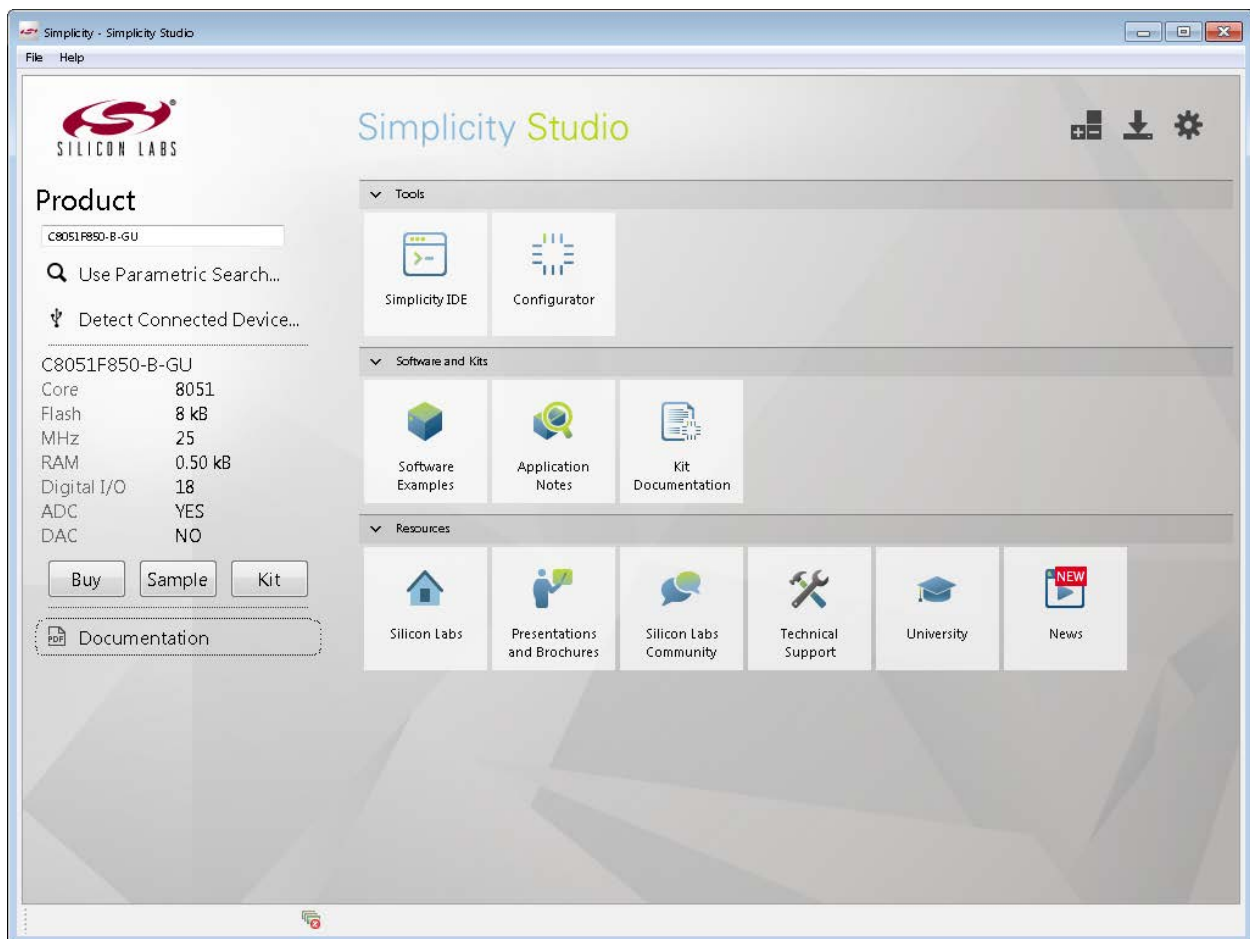 Simplicity - Simplicity Studio
File Help
SILICON LABS
Simplicity Studio
Product
C8051F850-B-GU
Use Parametric Search...
Detect Connected Device...
C8051F850-B-GU
Core 8051
Flash 8 kB
MHz 25
RAM 0.50 kB
Digital I/O 18
ADC YES
DAC NO
Buy Sample Kit
PDF Documentation
Tools
Simplicity IDE
Configurator
Software and Kits
Software
Examples
Application
Notes
Kit
Documentation
Resources
Silicon Labs
Presentations
and Brochures
Silicon Labs
Community
Technical
Support
University
NEW
News